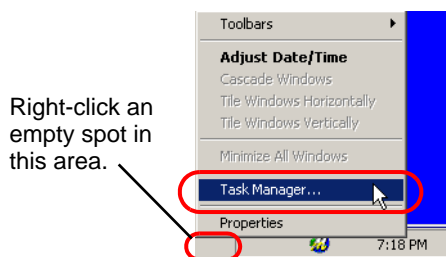 Toolbars
Adjust Date/Time
Cascade Windows
Tile Windows Horizontally
Tile Windows Vertically
Minimize All Windows
Task Manager...
Properties
7:18 PM
Right-click an
empty spot in
this area.